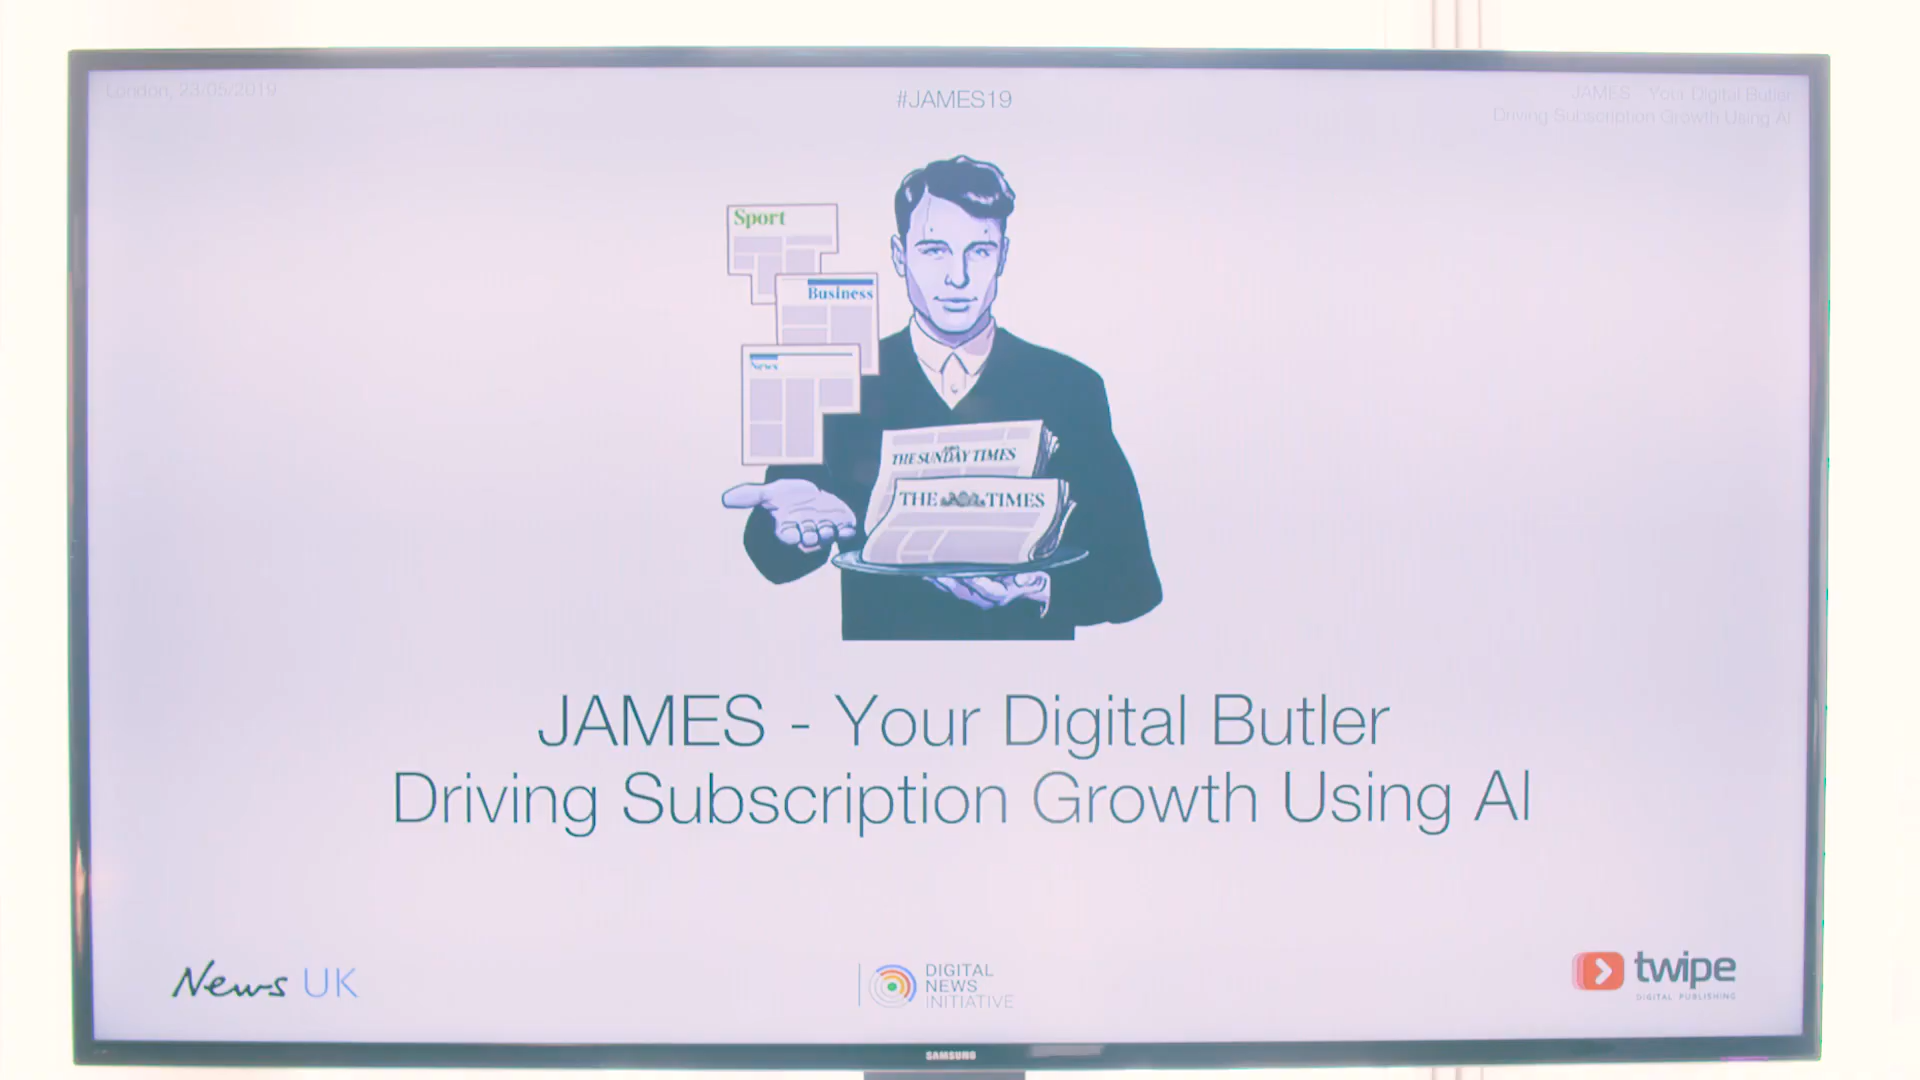 London, 23/05/2019
#JAMES19
JAMES - Your Digital Butler
Driving Subscription Growth Using AI
Sport
Business
News
THE SUNDAY TIMES
THE TIMES
JAMES - Your Digital Butler
Driving Subscription Growth Using AI
News UK
DIGITAL
NEWS
INITIATIVE
twipe
DIGITAL PUBLISHING
SAMSUNG